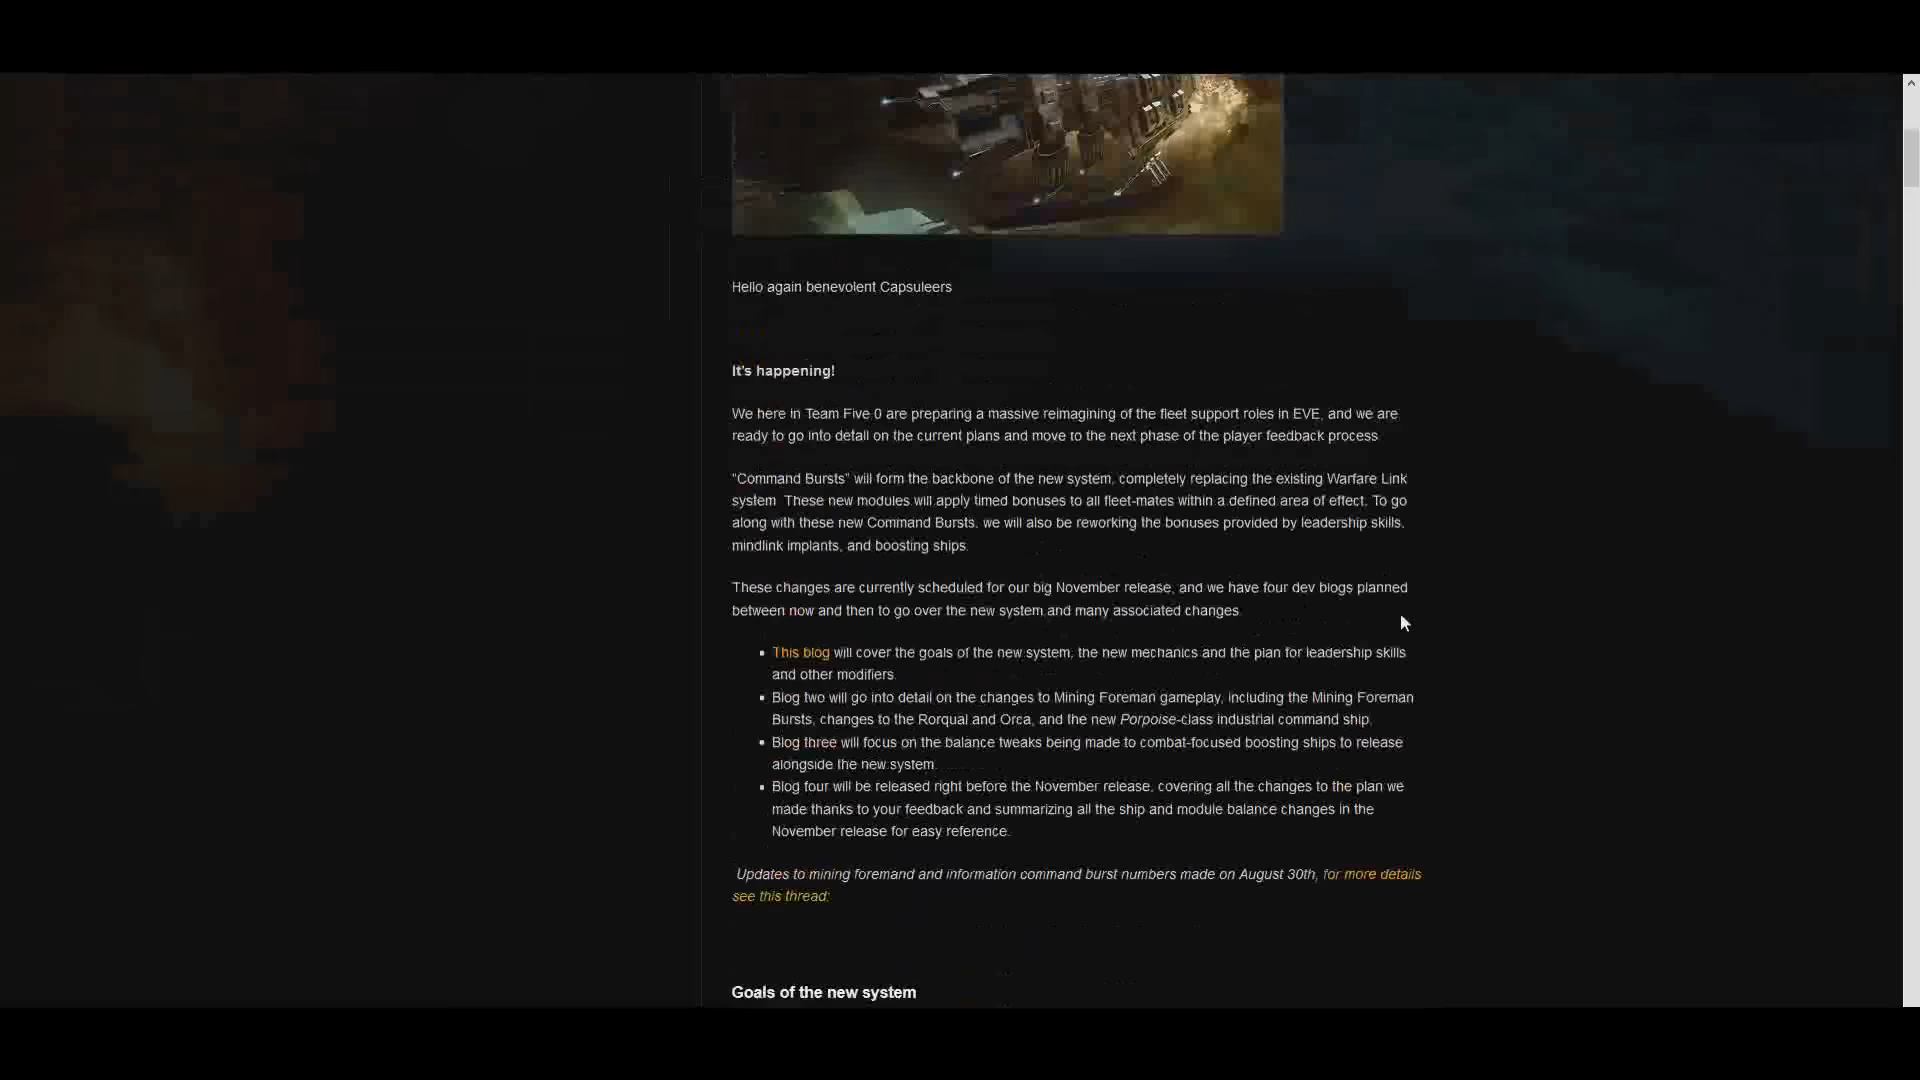 Hello again benevolent Capsuleers
It's happening!
We here in Team Five 0 are preparing a massive reimagining of the fleet support roles in EVE, and we are
ready to go into detail on the current plans and move to the next phase of the player feedback process
"Command Bursts" will form the backbone of the new system, completely replacing the existing Warfare Link
system  These new modules will apply timed bonuses to all fleet-mates within a defined area of effect. To go
along with these new Command Bursts, we will also be reworking the bonuses provided by leadership skills,
mindlink implants, and boosting ships.
These changes are currently scheduled for our big November release, and we have four dev blogs planned
between now and then to go over the new system and many associated changes.
• This blog will cover the goals of the new system, the new mechanics and the plan for leadership skills
and other modifiers
• Blog two will go into detail on the changes to Mining Foreman gameplay, including the Mining Foreman
Bursts, changes to the Rorqual and Orca, and the new Porpoise-class industrial command ship.
• Blog three will focus on the balance tweaks being made to combat-focused boosting ships to release
alongside the new system.
• Blog four will be released right before the November release, covering all the changes to the plan we
made thanks to your feedback and summarizing all the ship and module balance changes in the
November release for easy reference.
Updates to mining foremand and information command burst numbers made on August 30th, for more details
see this thread:
Goals of the new system